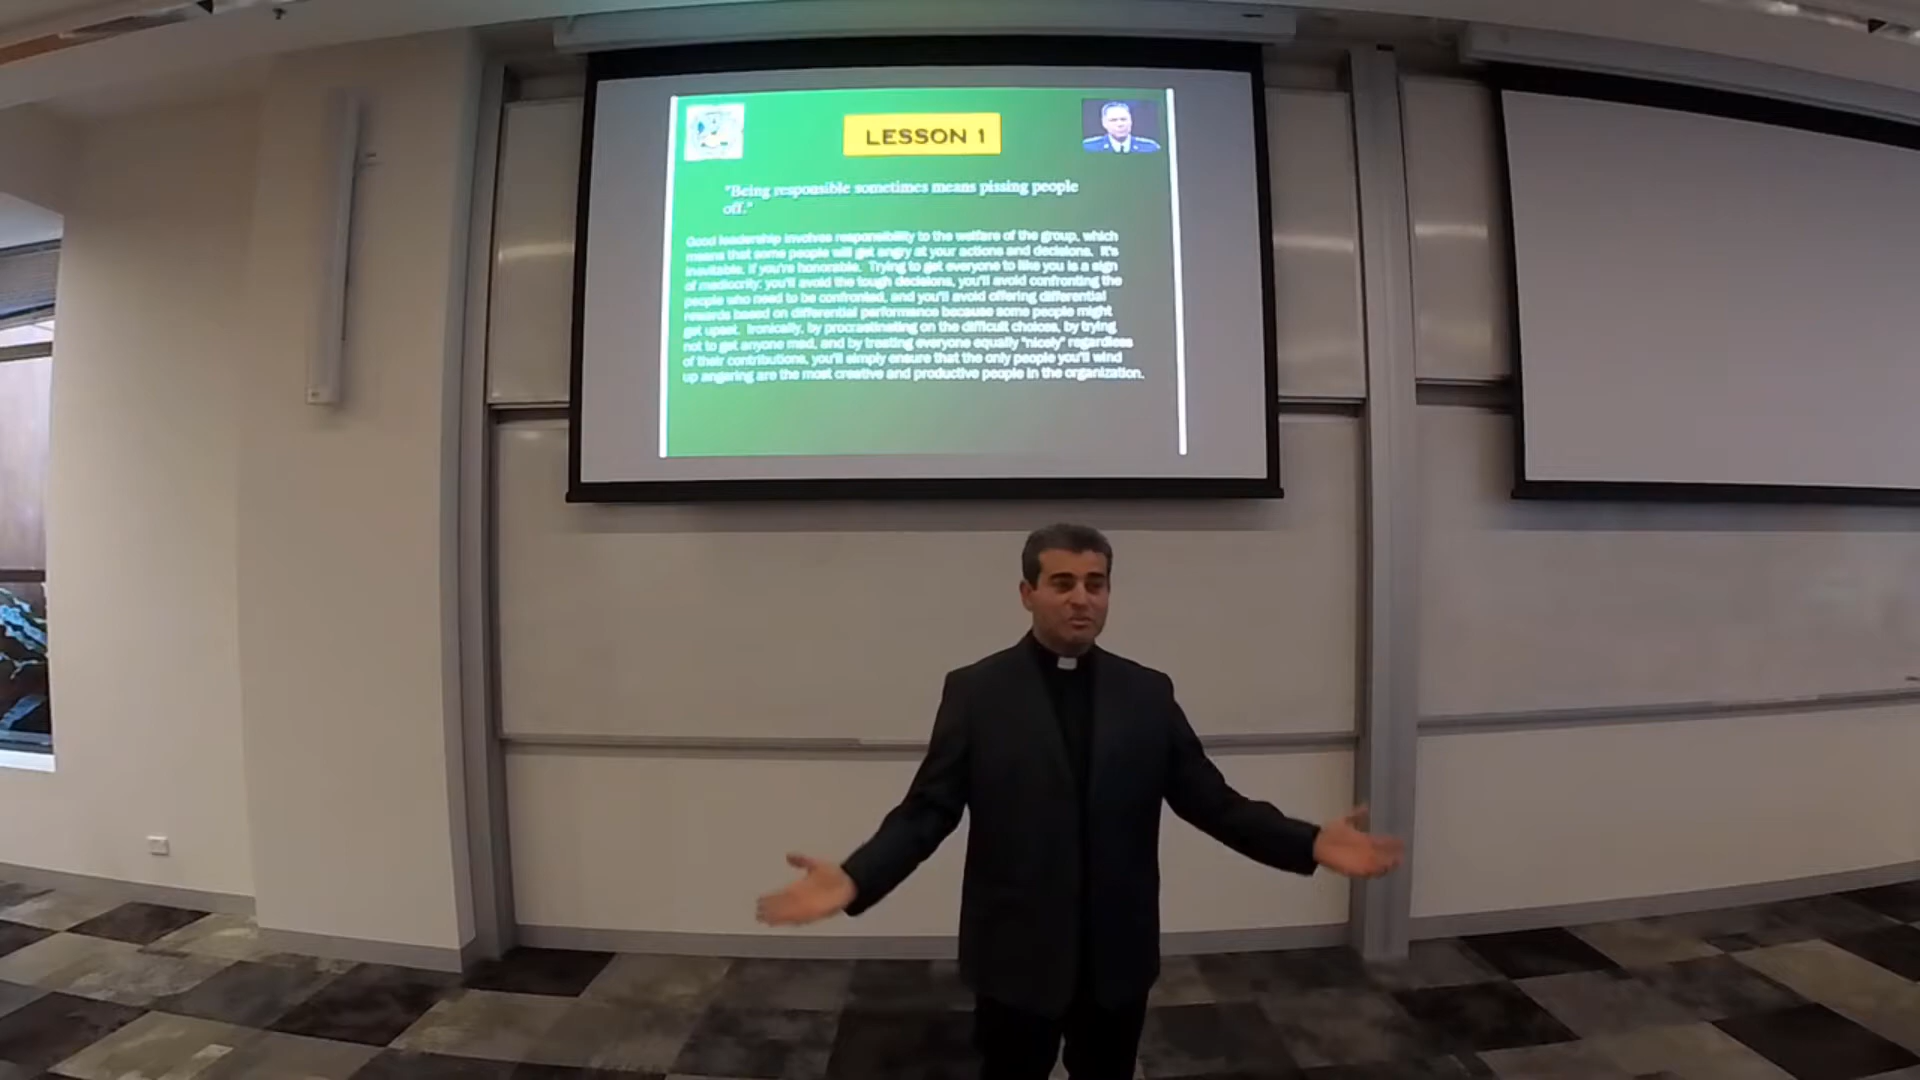 LESSON 1
"Being responsible sometimes means pissing people
off."
Good leadership involves responsibility to the welfare of the group, which
means that some people will get angry at your actions and decisions. It's
inevitable, if you're honorable. Trying to get everyone to like you is a sign
of mediocrity: you'll avoid the tough decisions, you'll avoid confronting the
people who need to be confronted, and you'll avoid offering differential
rewards based on differential performance because some people might
get upset. Ironically, by procrastinating on the difficult choices, by trying
not to get anyone mad, and by treating everyone equally "nicely" regardless
of their contributions, you'll simply ensure that the only people you'll wind
up angering are the most creative and productive people in the organization.